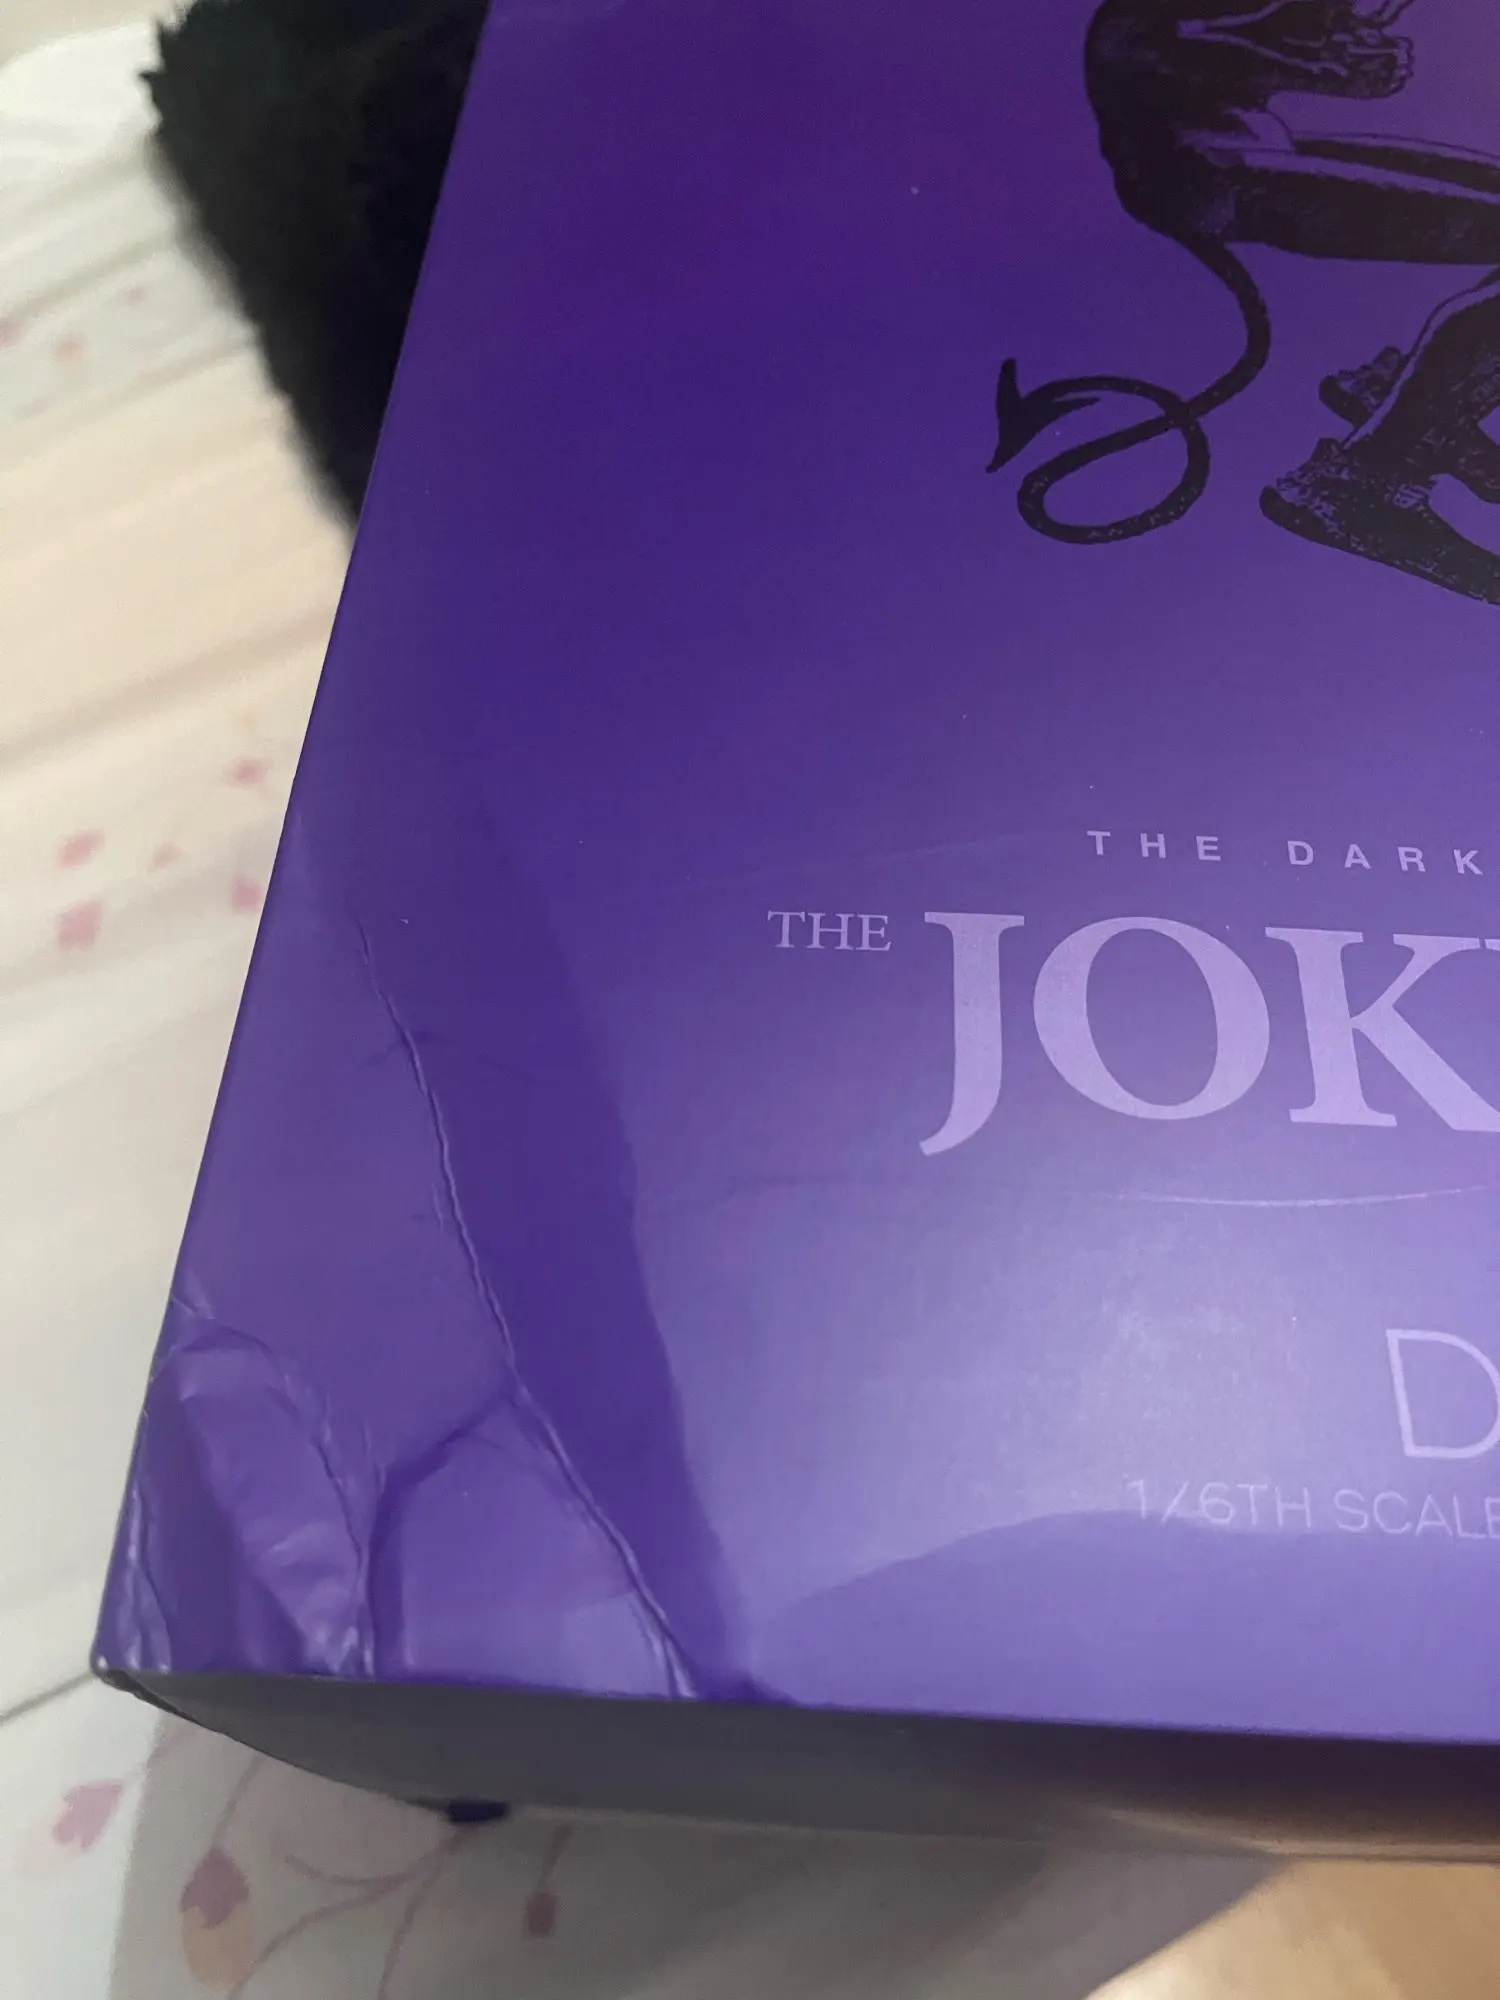 THE DARK
THE JOK
D
1/6TH SCALE